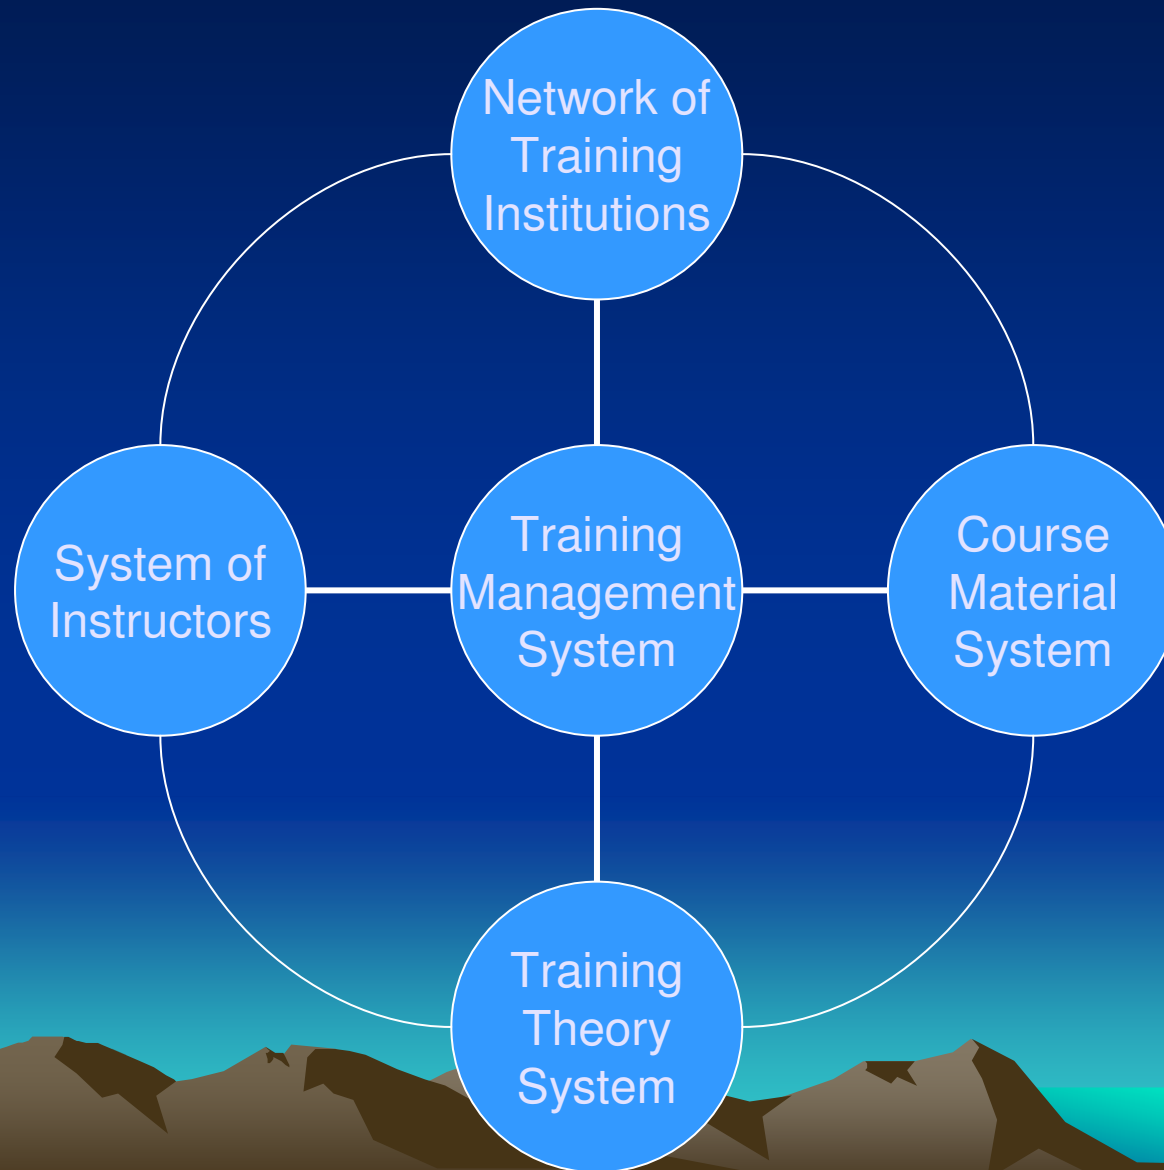 Network of
Training
Institutions
System of
Instructors
Training
Management
System
Course
Material
System
Training
Theory
System